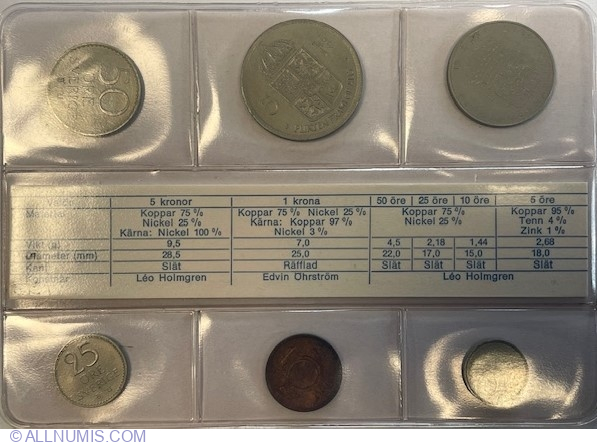 50
ÖRE
SVERIGE
Valör 5 kronor 1 krona 50 öre 25 öre 10 öre 5 öre
Material Koppar 75 % Koppar 75 % Nickel 25 % Koppar 75 % Koppar 95 %
Nickel 25 % Kärna: Koppar 97 % Nickel 25 % Tenn 4 %
Kärna: Nickel 100 % Nickel 3 % Zink 1 %
Vikt (g) 9,5 7,0 4,5 2,18 1,44 2,68
Diameter (mm) 28,5 25,0 22,0 17,0 15,0 18,0
Kant Slät Räfflad Slät Slät Slät Slät
Konstnär Léo Holmgren Edvin Öhrström Léo Holmgren
25
© ALLNUMIS.COM